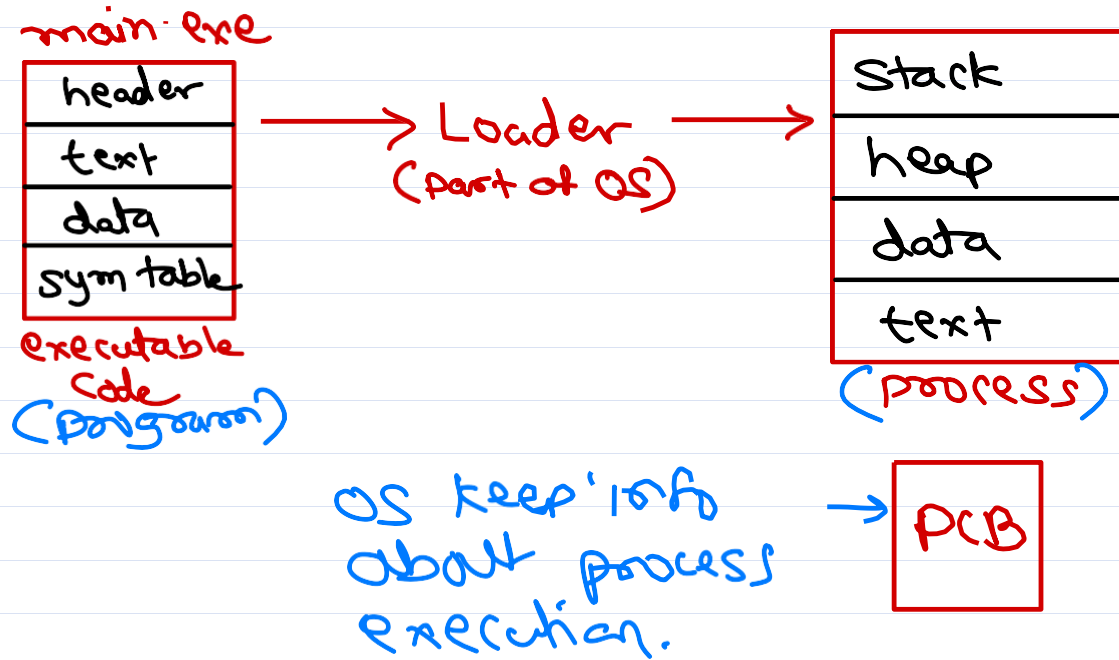 main.exe
header
text
data
sym table
executable
code
(program)
Loader
(part of OS)
stack
heap
data
text
(process)
OS keep info
about process
execution.
PCB